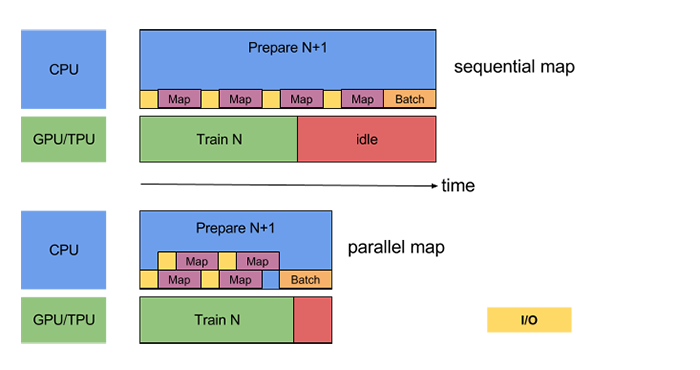 CPU
Prepare N+1
sequential map
Map
Map
Map
Map
Batch
GPU/TPU
Train N
idle
time
CPU
Prepare N+1
parallel map
Map
Map
Map
Map
Batch
GPU/TPU
Train N
I/O